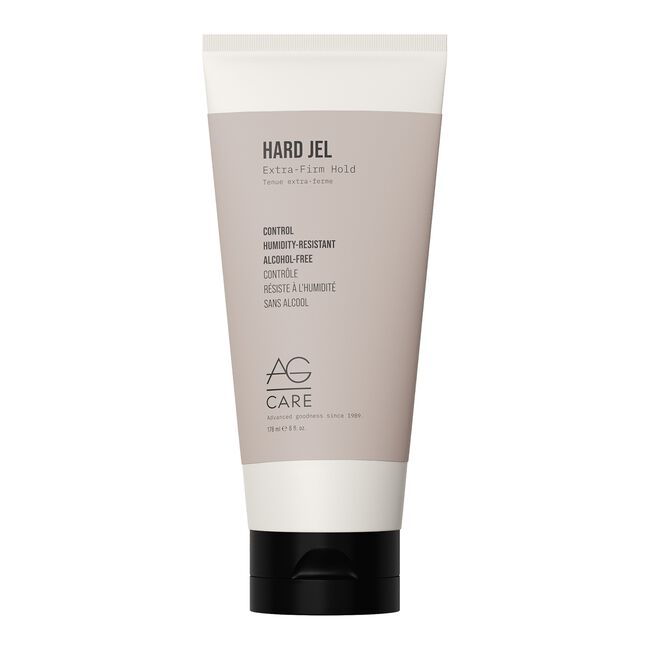 HARD JEL
Extra-Firm Hold
Tenue extra-ferme
CONTROL
HUMIDITY-RESISTANT
ALCOHOL-FREE
CONTRÔLE
RÉSISTE À L'HUMIDITÉ
SANS ALCOOL
AG
CARE
Advanced goodness since 1989.
178 ml ℮ 6 fl. oz.